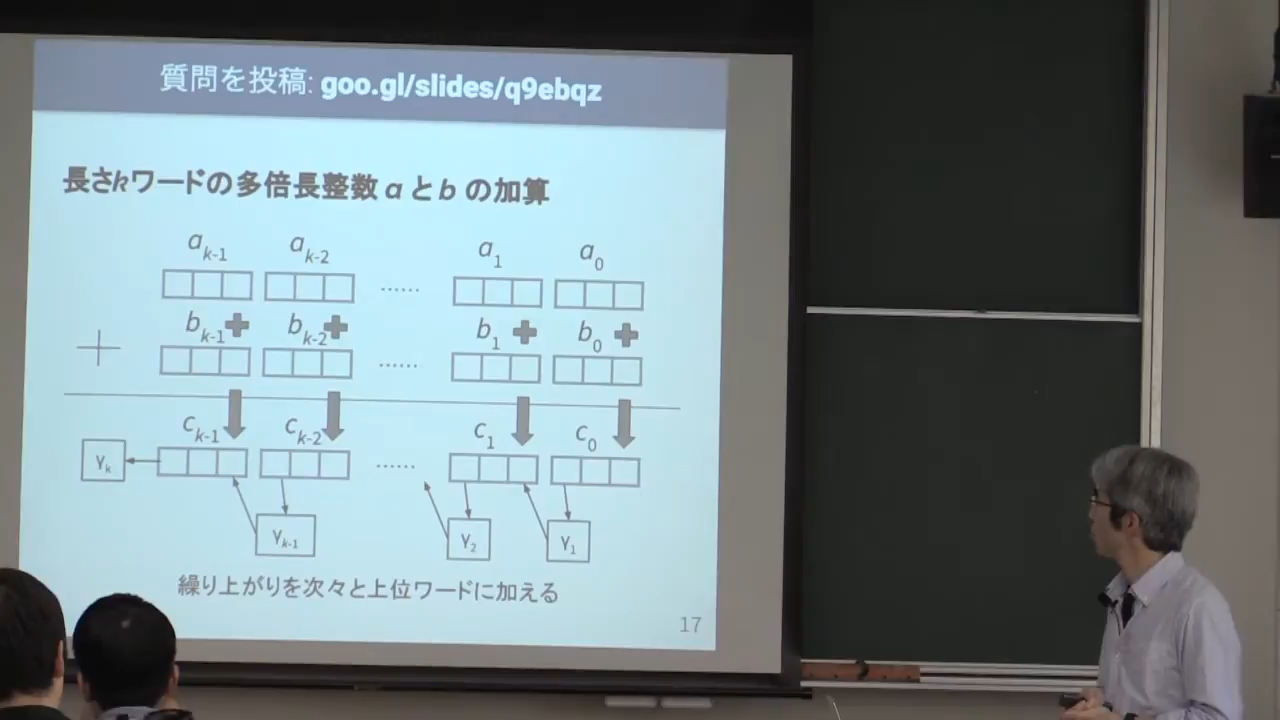 質問を投稿: goo.gl/slides/q9ebqz
長さkワードの多倍長整数 a と b の加算
a_{k-1} a_{k-2} a_1 a_0
......
b_{k-1} b_{k-2} b_1 b_0
+ ......
c_{k-1} c_{k-2} c_1 c_0
γ_k ......
γ_{k-1} γ_2 γ_1
繰り上がりを次々と上位ワードに加える
17